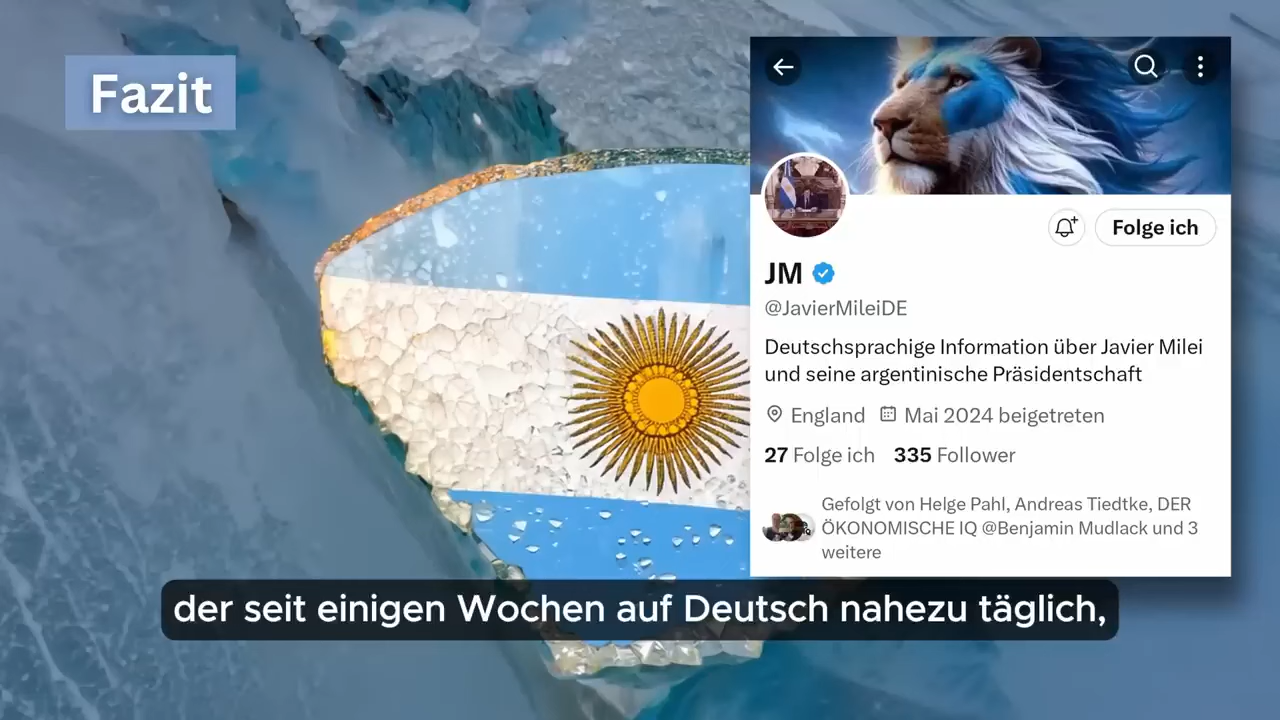 Fazit
Folge ich
JM
@JavierMileiDE
Deutschsprachige Information über Javier Milei
und seine argentinische Präsidentschaft
England Mai 2024 beigetreten
27 Folge ich 335 Follower
Gefolgt von Helge Pahl, Andreas Tiedtke, DER
ÖKONOMISCHE IQ @Benjamin Mudlack und 3
weitere
der seit einigen Wochen auf Deutsch nahezu täglich,